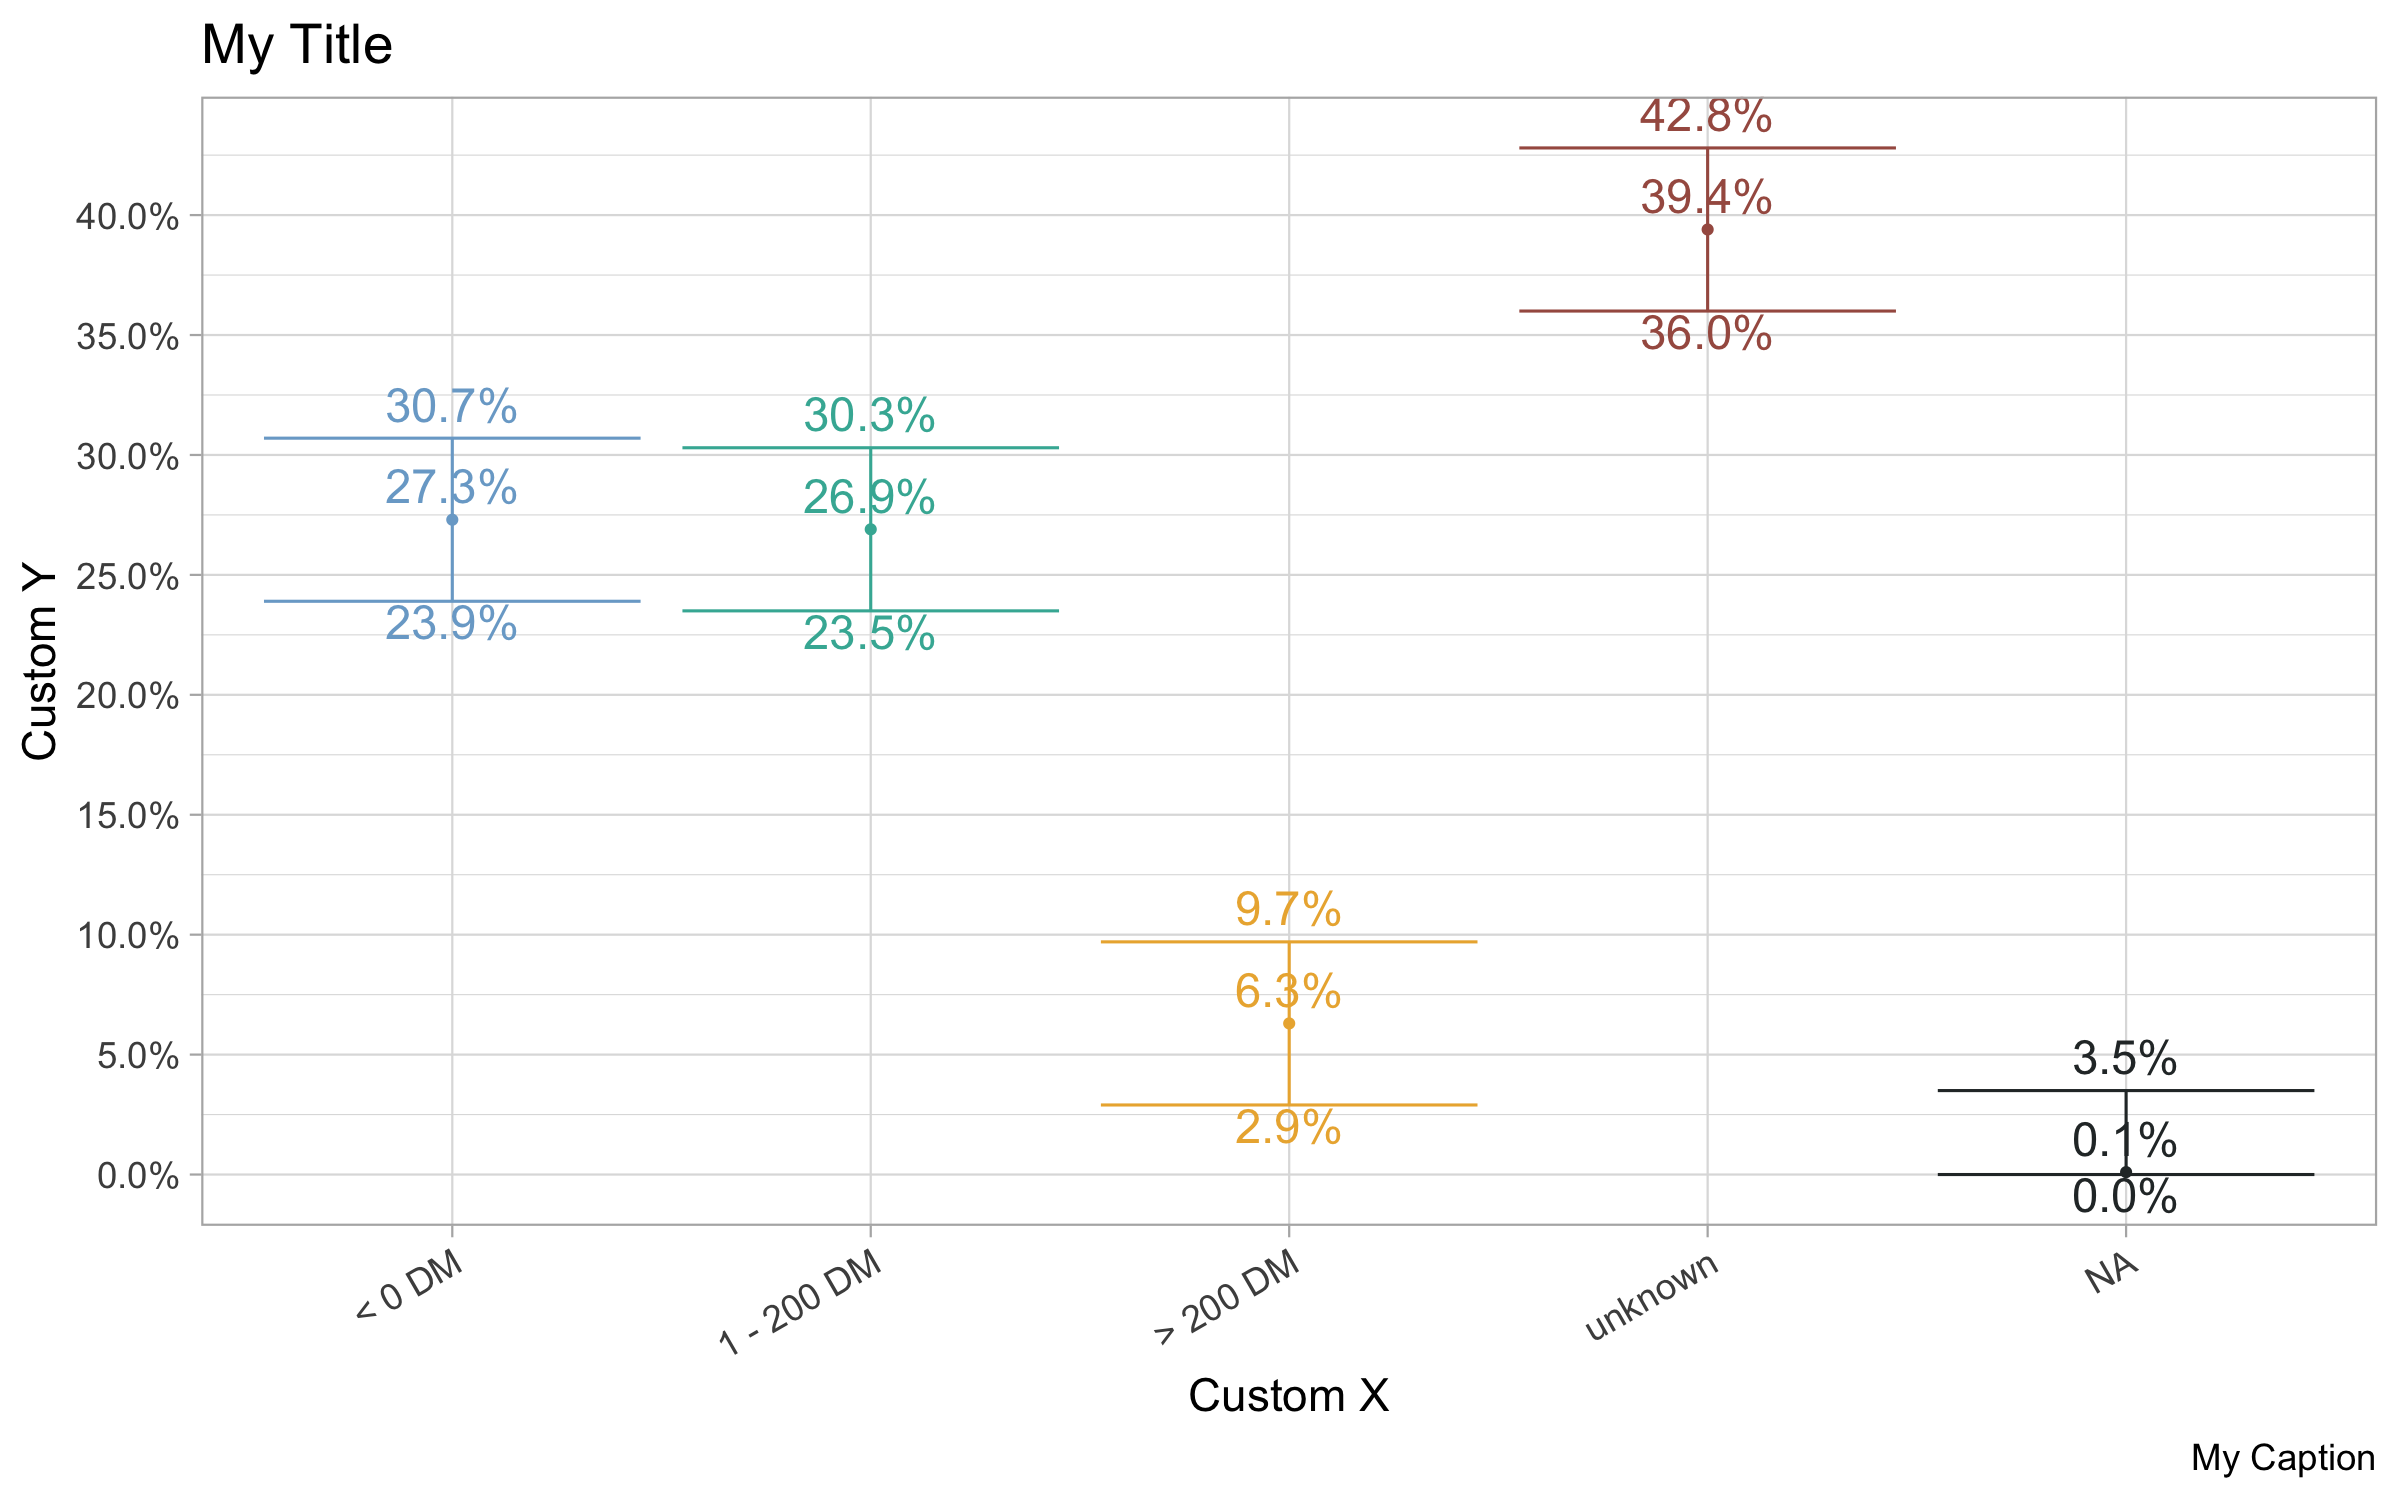 My Title
42.8%
39.4%
36.0%
30.7%
27.3%
23.9%
30.3%
26.9%
23.5%
9.7%
6.3%
2.9%
3.5%
0.1%
0.0%
Custom Y
40.0%
35.0%
30.0%
25.0%
20.0%
15.0%
10.0%
5.0%
0.0%
< 0 DM
1 - 200 DM
> 200 DM
unknown
NA
Custom X
My Caption